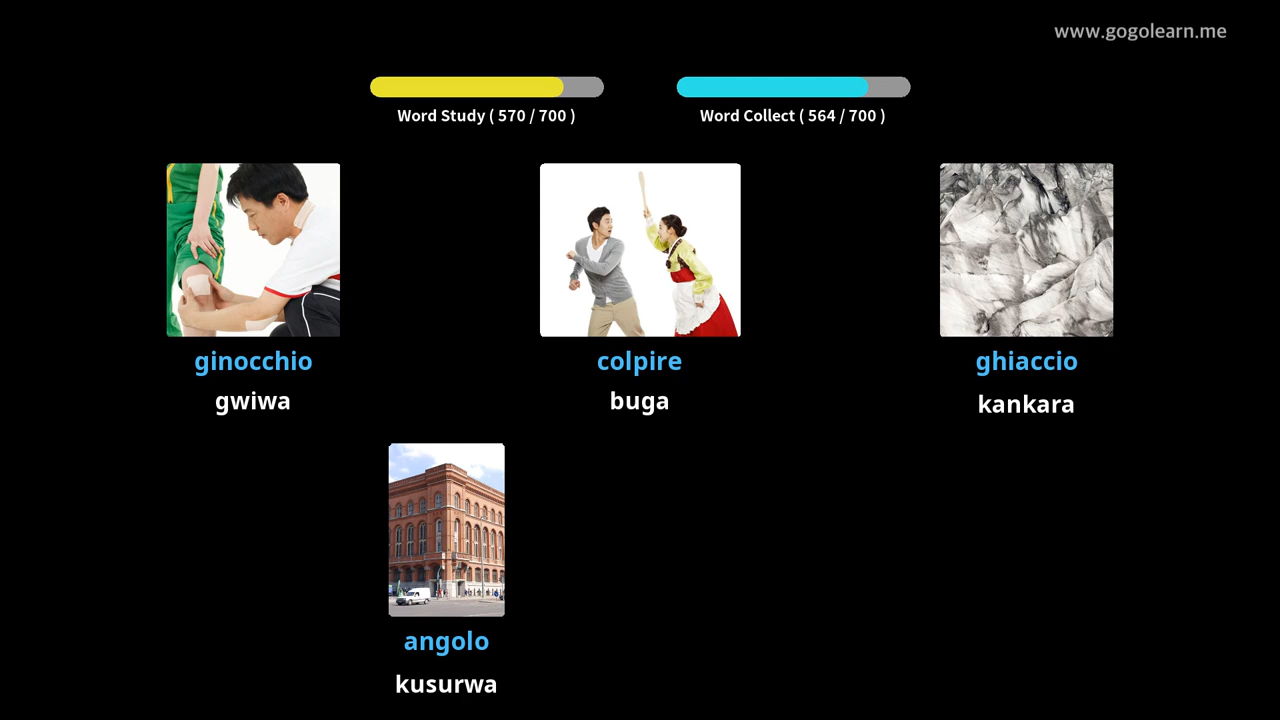 www.gogolearn.me
Word Study ( 570 / 700 )
Word Collect ( 564 / 700 )
ginocchio
gwiwa
colpire
buga
ghiaccio
kankara
angolo
kusurwa